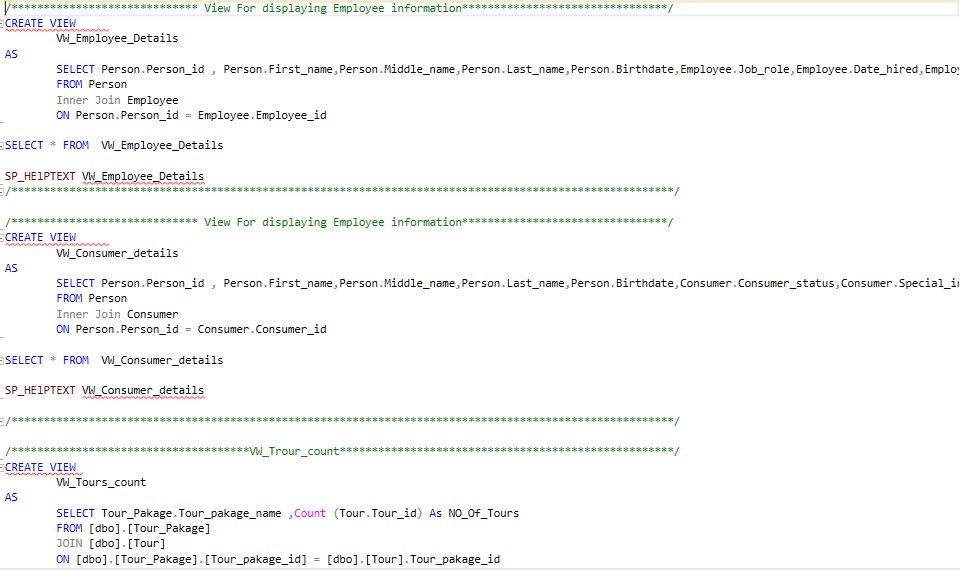 /***************************** View For displaying Employee information********************************/
CREATE VIEW
VW_Employee_Details
AS
SELECT Person.Person_id , Person.First_name,Person.Middle_name,Person.Last_name,Person.Birthdate,Employee.Job_role,Employee.Date_hired,Employ
FROM Person
Inner Join Employee
ON Person.Person_id = Employee.Employee_id
SELECT * FROM VW_Employee_Details
SP_HElPTEXT VW_Employee_Details
/*******************************************************************************************************/
/***************************** View For displaying Employee information********************************/
CREATE VIEW
VW_Consumer_details
AS
SELECT Person.Person_id , Person.First_name,Person.Middle_name,Person.Last_name,Person.Birthdate,Consumer.Consumer_status,Consumer.Special_in
FROM Person
Inner Join Consumer
ON Person.Person_id = Consumer.Consumer_id
SELECT * FROM VW_Consumer_details
SP_HElPTEXT VW_Consumer_details
/*******************************************************************************************************/
/*************************************VW_Trour_count****************************************************/
CREATE VIEW
VW_Tours_count
AS
SELECT Tour_Pakage.Tour_pakage_name ,Count (Tour.Tour_id) As NO_Of_Tours
FROM [dbo].[Tour_Pakage]
JOIN [dbo].[Tour]
ON [dbo].[Tour_Pakage].[Tour_pakage_id] = [dbo].[Tour].Tour_pakage_id